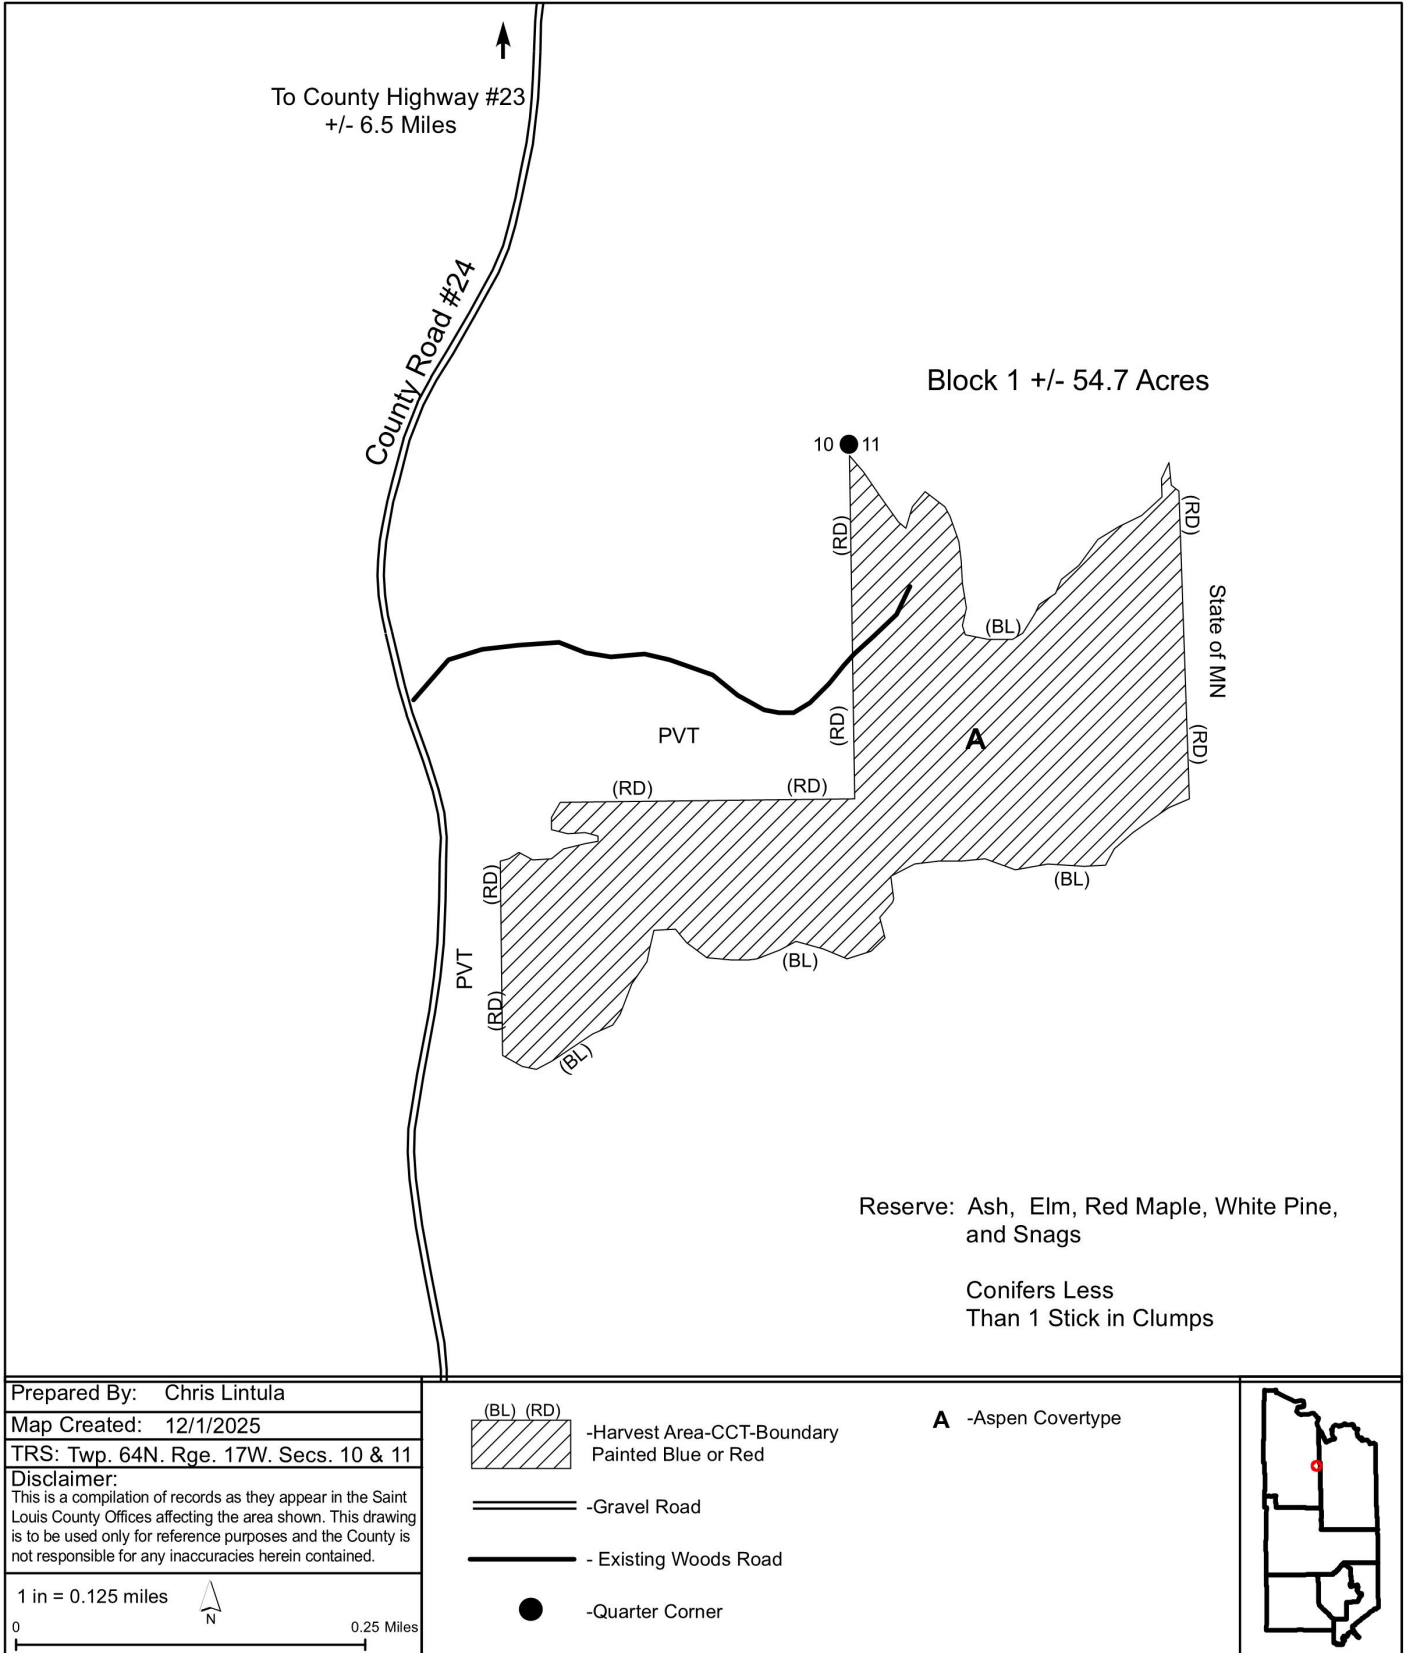 To County Highway #23
+/- 6.5 Miles
County Road #24
Block 1 +/- 54.7 Acres
10 11
(RD)
(RD)
(BL)
State of MN
(RD)
PVT
(RD)
A
(RD)
(RD)
(RD)
(BL)
PVT
(BL)
(RD)
(BL)
Reserve: Ash, Elm, Red Maple, White Pine,
and Snags
Conifers Less
Than 1 Stick in Clumps
Prepared By: Chris Lintula
Map Created: 12/1/2025
TRS: Twp. 64N. Rge. 17W. Secs. 10 & 11
Disclaimer:
This is a compilation of records as they appear in the Saint
Louis County Offices affecting the area shown. This drawing
is to be used only for reference purposes and the County is
not responsible for any inaccuracies herein contained.
1 in = 0.125 miles
N
0 0.25 Miles
(BL) (RD)
-Harvest Area-CCT-Boundary
Painted Blue or Red
-Gravel Road
- Existing Woods Road
-Quarter Corner
A -Aspen Covertype